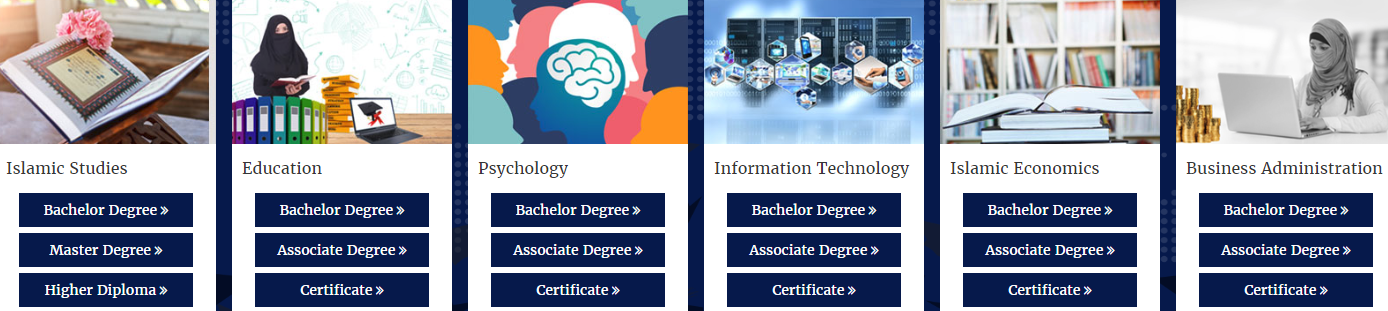 Islamic Studies
Bachelor Degree »
Master Degree »
Higher Diploma »
Education
Bachelor Degree »
Associate Degree »
Certificate »
Psychology
Bachelor Degree »
Associate Degree »
Certificate »
Information Technology
Bachelor Degree »
Associate Degree »
Certificate »
Islamic Economics
Bachelor Degree »
Associate Degree »
Certificate »
Business Administration
Bachelor Degree »
Associate Degree »
Certificate »